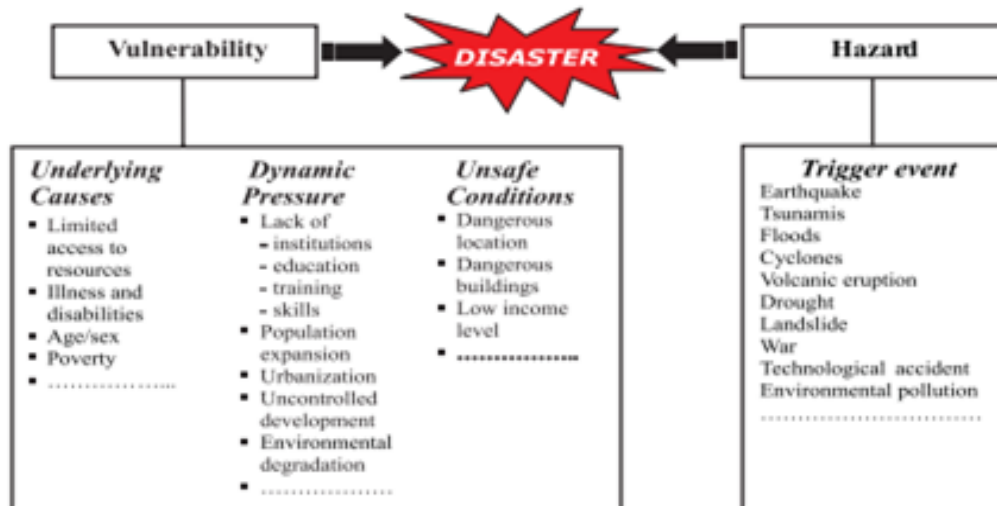 Vulnerability
DISASTER
Hazard
Underlying
Causes
▪ Limited
access to
resources
▪ Illness and
disabilities
▪ Age/sex
▪ Poverty
▪ ………………...
Dynamic
Pressure
▪ Lack of
- institutions
- education
- training
- skills
▪ Population
expansion
▪ Urbanization
▪ Uncontrolled
development
▪ Environmental
degradation
▪ ………………
Unsafe
Conditions
▪ Dangerous
location
▪ Dangerous
buildings
▪ Low income
level
▪ ……………..
Trigger event
Earthquake
Tsunamis
Floods
Cyclones
Volcanic eruption
Drought
Landslide
War
Technological accident
Environmental pollution
…………………………